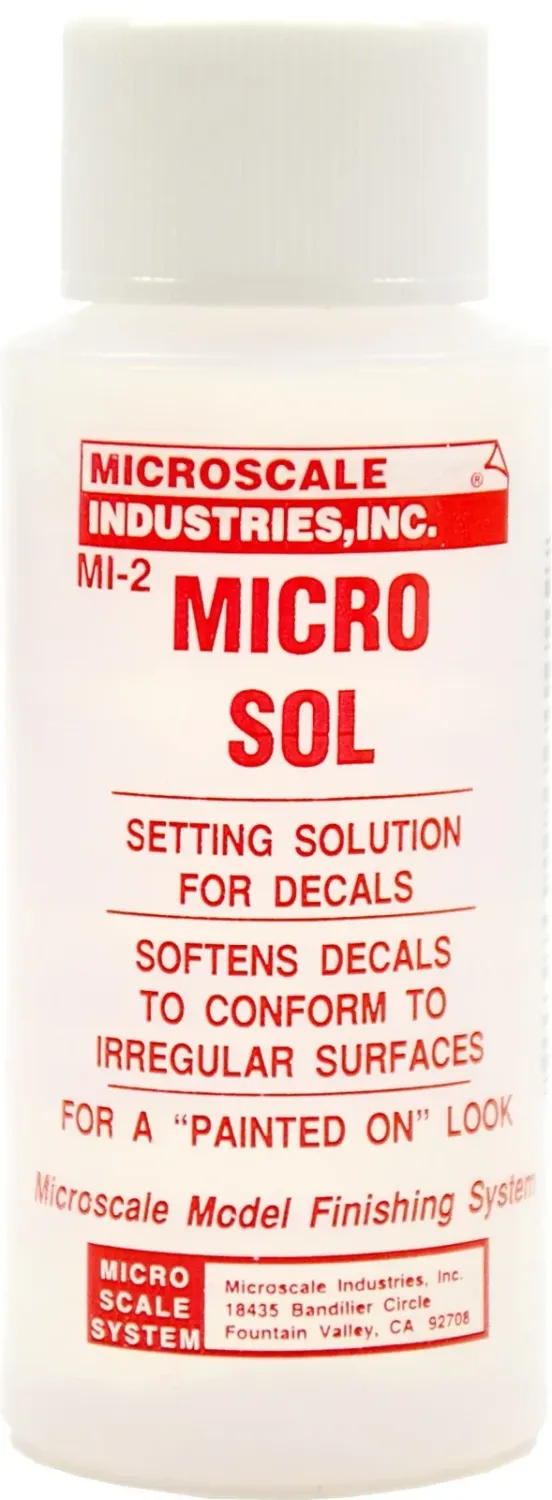 MICROSCALE ®
INDUSTRIES,INC.
MI-2
MICRO
SOL
SETTING SOLUTION
FOR DECALS
SOFTENS DECALS
TO CONFORM TO
IRREGULAR SURFACES
FOR A “PAINTED ON” LOOK
Microscale Model Finishing System
MICRO
SCALE
SYSTEM
Microscale Industries, Inc.
18435 Bandilier Circle
Fountain Valley, CA 92708